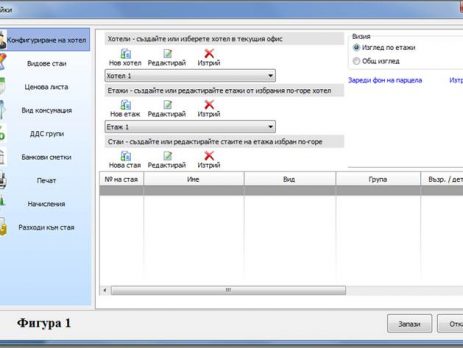 йки
Конфигуриране на хотел
Видове стаи
Ценова листа
Вид консумация
ДДС групи
Банкови сметки
Печат
Начисления
Разходи към стая
Хотели - създайте или изберете хотел в текущия офис
Нов хотел Редактирай Изтрий
Хотел 1
Етажи - създайте или редактирайте етажи от избрания по-горе хотел
Нов етаж Редактирай Изтрий
Етаж 1
Стаи - създайте или редактирайте стаите на етажа избран по-горе
Нова стая Редактирай Изтрий
№ на стая Име Вид Група Възр. / дет
Визия
Изглед по етажи
Общ изглед
Зареди фон на парцела Изтр
Фигура 1
Запази Отка